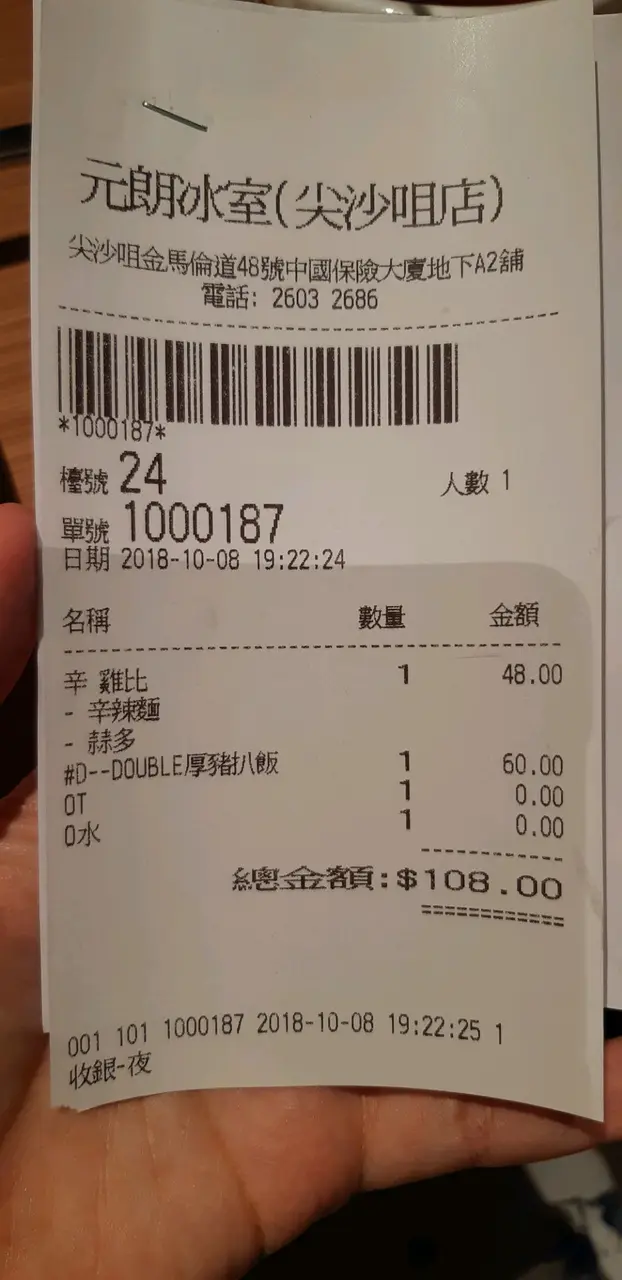 元朗冰室(尖沙咀店)
尖沙咀金馬倫道48號中國保險大廈地下A2舖
電話: 2603 2686
*1000187*
檯號 24 人數 1
單號 1000187
日期 2018-10-08 19:22:24
名稱 數量 金額
辛 雞比 1 48.00
- 辛辣麵
- 蒜多
#D--DOUBLE厚豬扒飯 1 60.00
0T 1 0.00
0水 1 0.00
總金額:$108.00
001 101 1000187 2018-10-08 19:22:25 1
收銀-夜